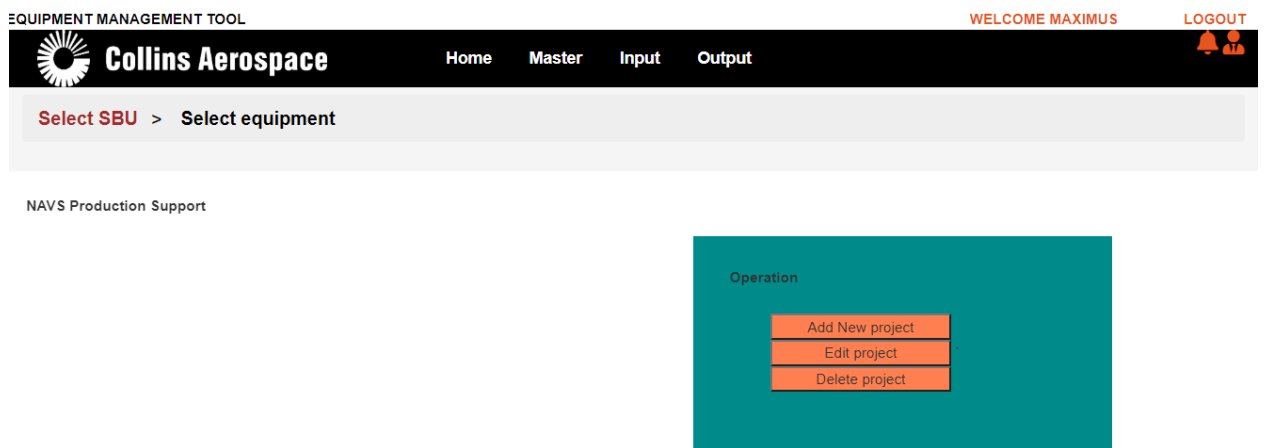 EQUIPMENT MANAGEMENT TOOL WELCOME MAXIMUS LOGOUT
Collins Aerospace Home Master Input Output
Select SBU > Select equipment
NAVS Production Support
Operation
Add New project
Edit project
Delete project